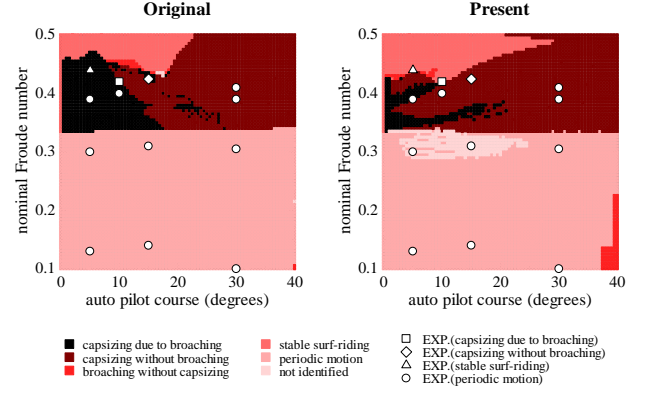 Original
Present
nominal Froude number
0.5
0.4
0.3
0.2
0.1
0 10 20 30 40
auto pilot course (degrees)
nominal Froude number
0.5
0.4
0.3
0.2
0.1
0 10 20 30 40
auto pilot course (degrees)
capsizing due to broaching
capsizing without broaching
broaching without capsizing
stable surf-riding
periodic motion
not identified
EXP.(capsizing due to broaching)
EXP.(capsizing without broaching)
EXP.(stable surf-riding)
EXP.(periodic motion)